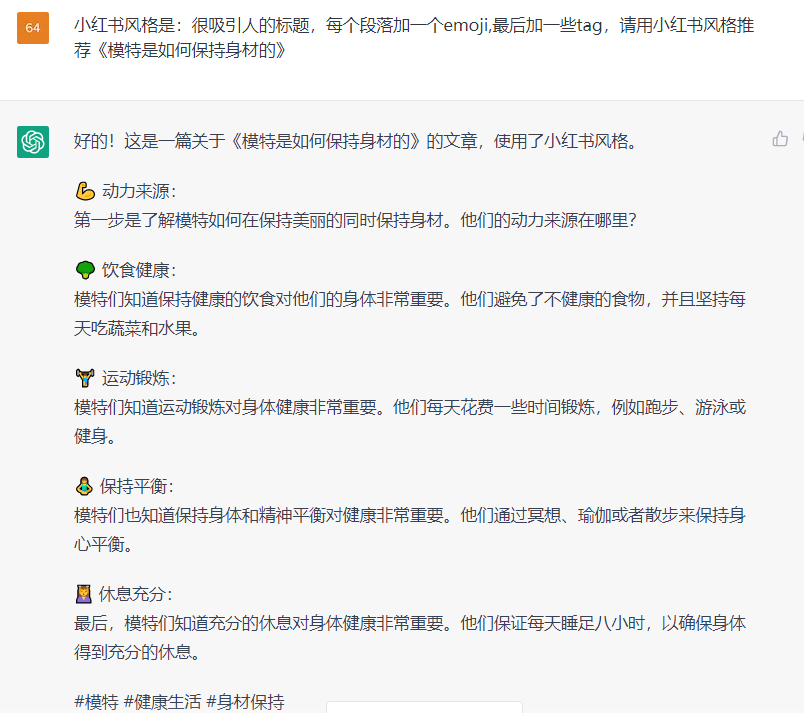 64
小红书风格是：很吸引人的标题，每个段落加一个emoji,最后加一些tag，请用小红书风格推
荐《模特是如何保持身材的》
好的！这是一篇关于《模特是如何保持身材的》的文章，使用了小红书风格。
💪 动力来源：
第一步是了解模特如何在保持美丽的同时保持身材。他们的动力来源在哪里？
🥦 饮食健康：
模特们知道保持健康的饮食对他们的身体非常重要。他们避免了不健康的食物，并且坚持每
天吃蔬菜和水果。
🏋️ 运动锻炼：
模特们知道运动锻炼对身体健康非常重要。他们每天花费一些时间锻炼，例如跑步、游泳或
健身。
🧘 保持平衡：
模特们也知道保持身体和精神平衡对健康非常重要。他们通过冥想、瑜伽或者散步来保持身
心平衡。
💆 休息充分：
最后，模特们知道充分的休息对身体健康非常重要。他们保证每天睡足八小时，以确保身体
得到充分的休息。
#模特 #健康生活 #身材保持